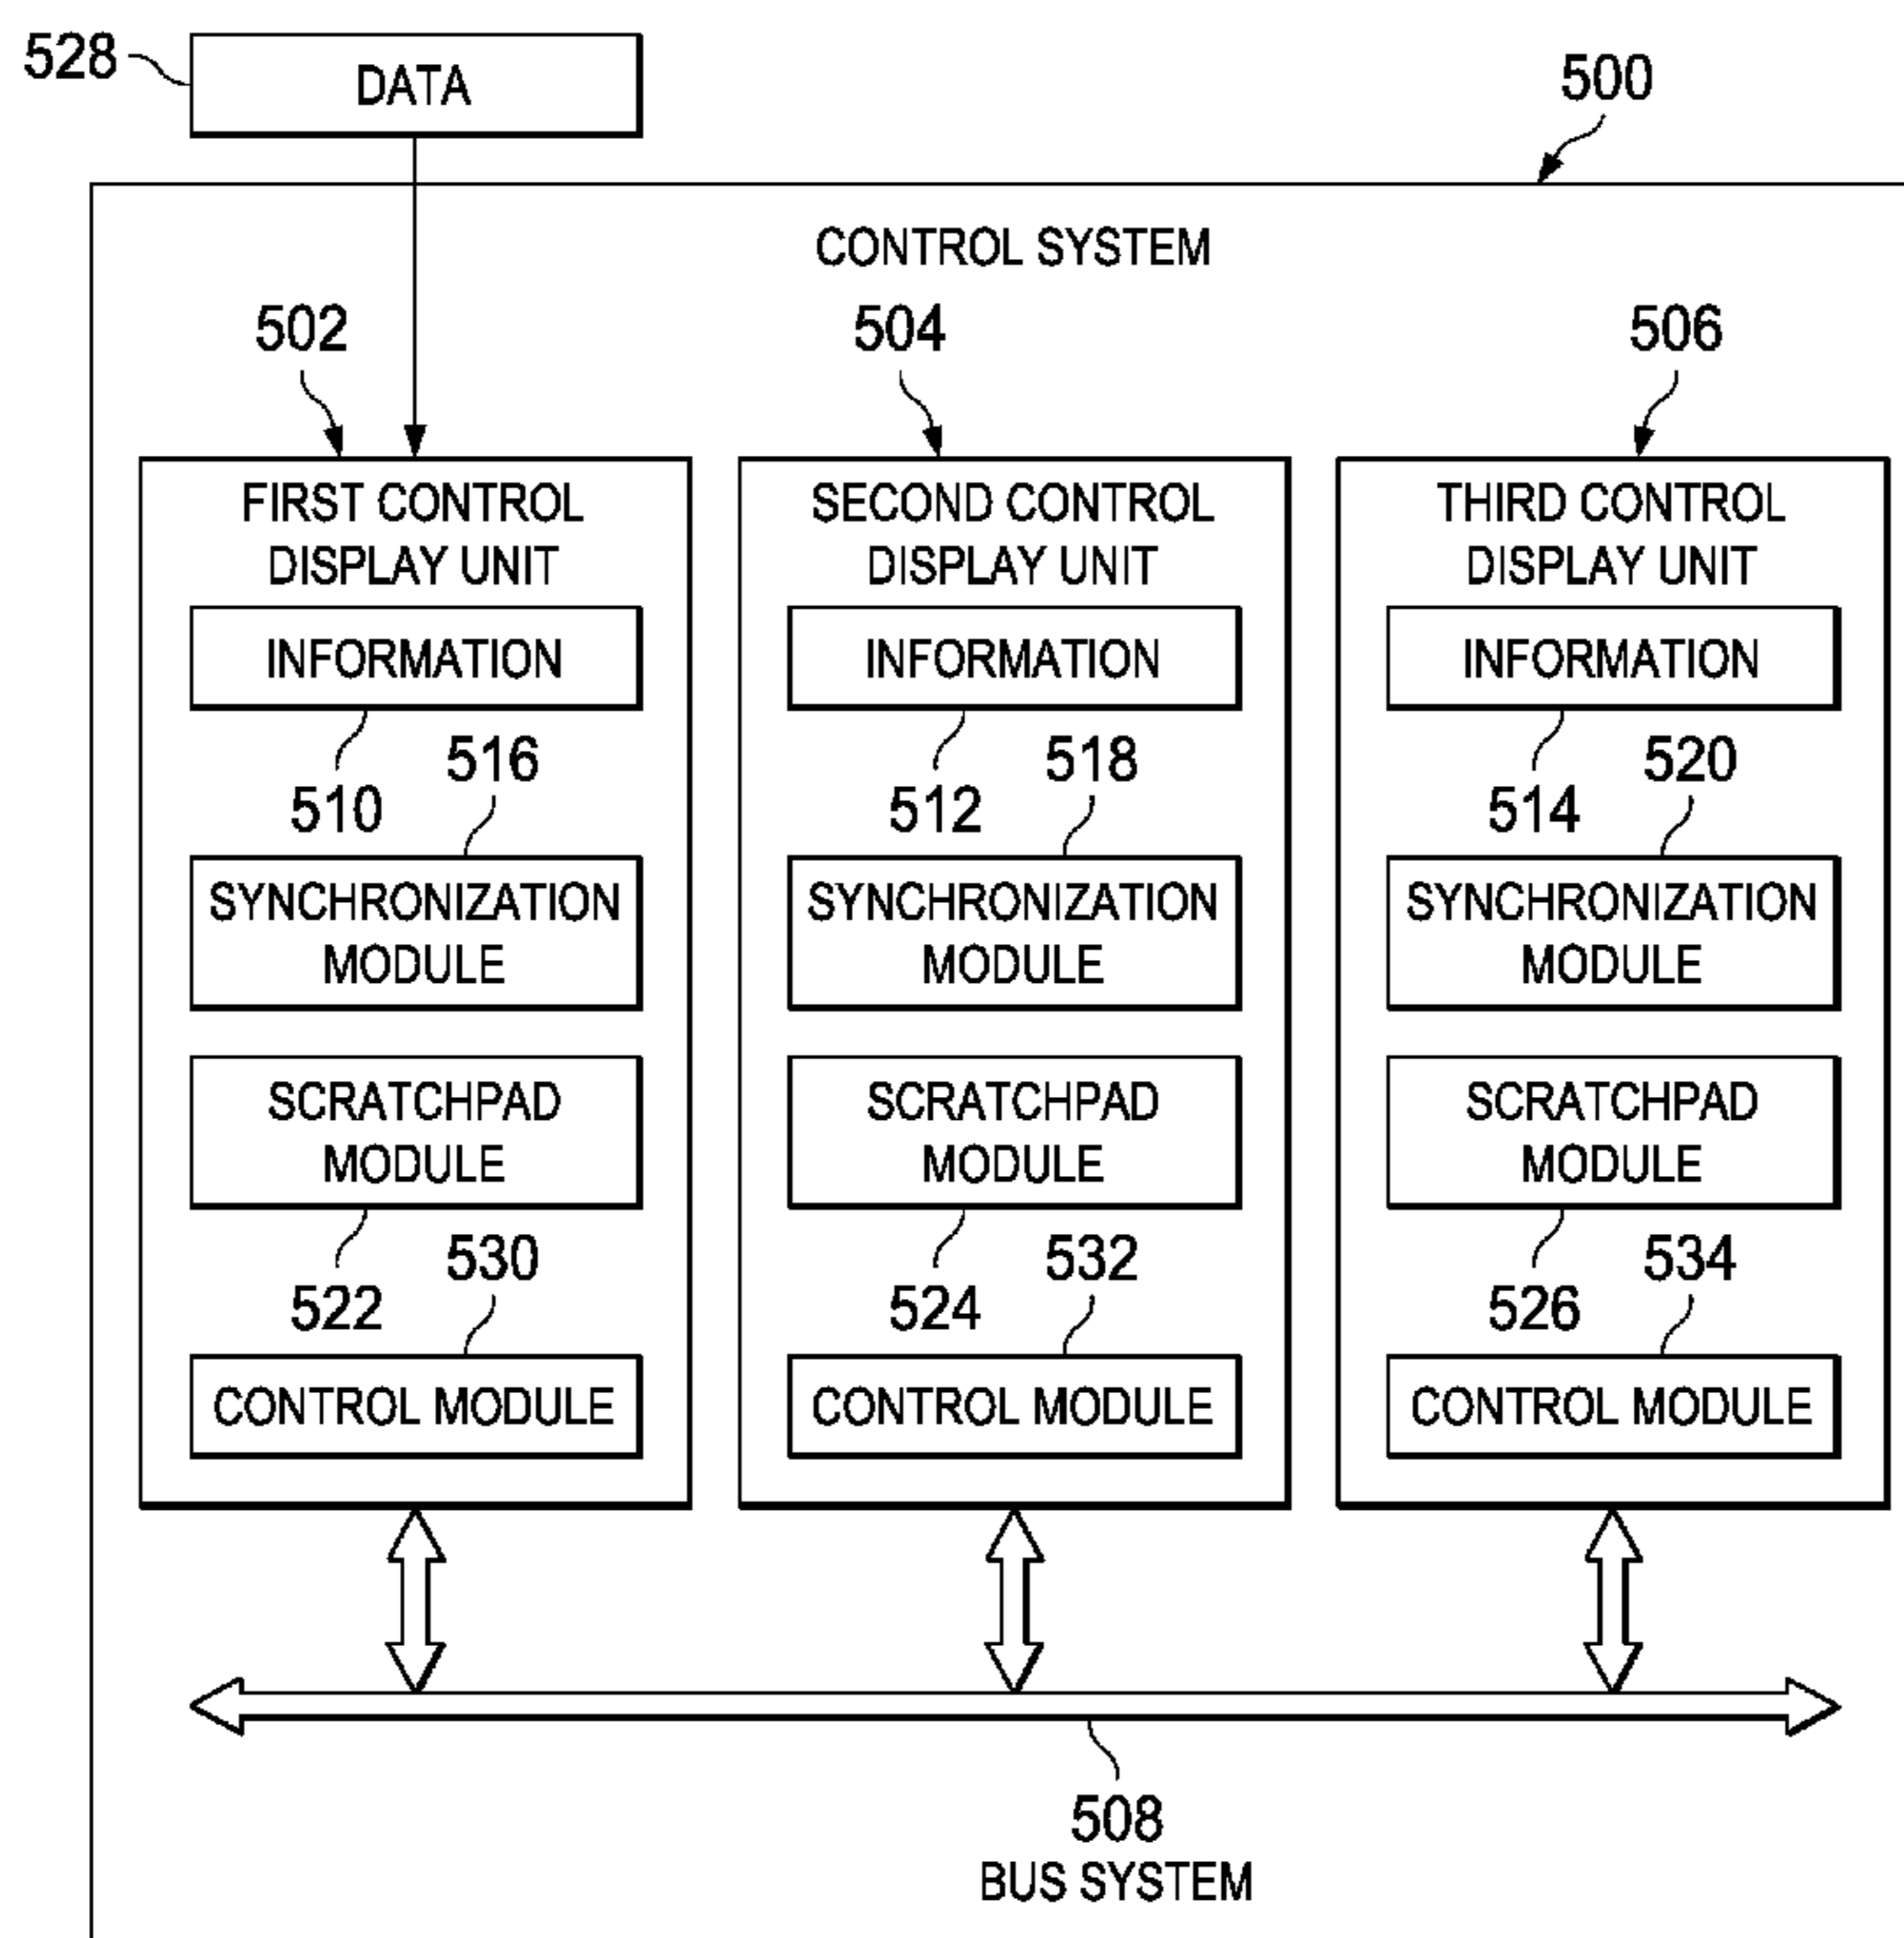 528
DATA
500
CONTROL SYSTEM
502
504
506
FIRST CONTROL
DISPLAY UNIT
INFORMATION
510
516
SYNCHRONIZATION
MODULE
SCRATCHPAD
MODULE
522
530
CONTROL MODULE
SECOND CONTROL
DISPLAY UNIT
INFORMATION
512
518
SYNCHRONIZATION
MODULE
SCRATCHPAD
MODULE
524
532
CONTROL MODULE
THIRD CONTROL
DISPLAY UNIT
INFORMATION
514
520
SYNCHRONIZATION
MODULE
SCRATCHPAD
MODULE
526
534
CONTROL MODULE
508
BUS SYSTEM